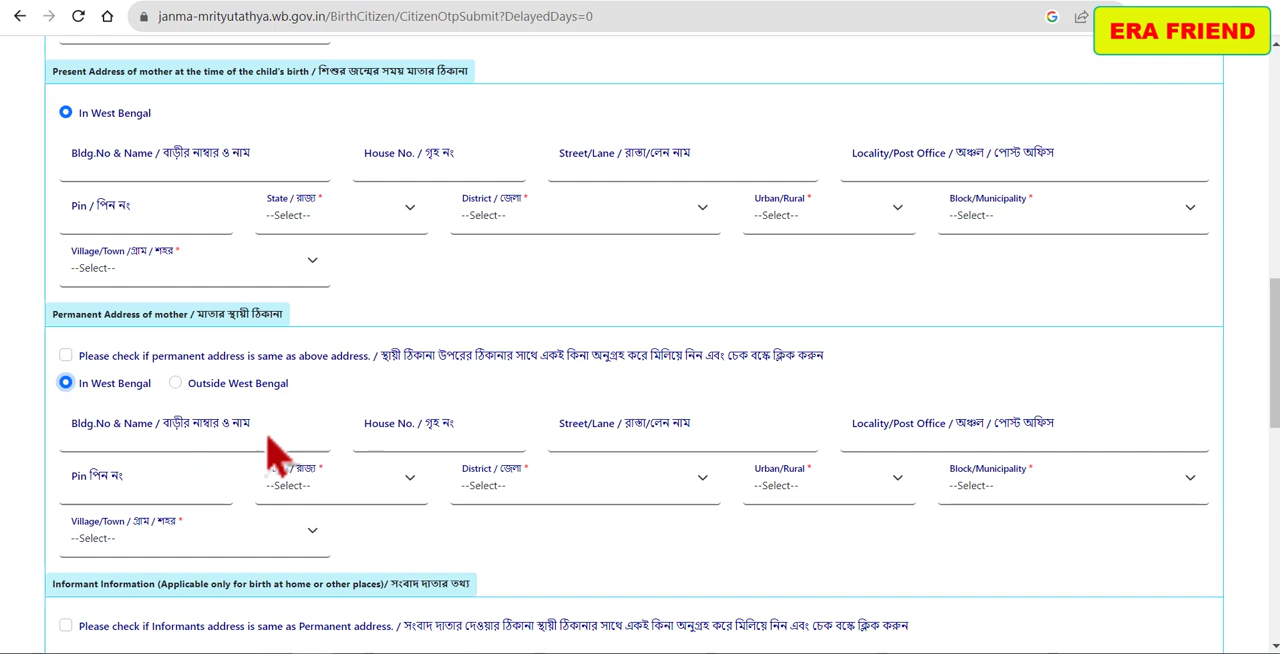 janma-mrityutathya.wb.gov.in/BirthCitizen/CitizenOtpSubmit?DelayedDays=0
ERA FRIEND
Present Address of mother at the time of the child's birth / শিশুর জন্মের সময় মাতার ঠিকানা
In West Bengal
Bldg.No & Name / বাড়ীর নাম্বার ও নাম House No. / গৃহ নং Street/Lane / রাস্তা/লেন নাম Locality/Post Office / অঞ্চল / পোস্ট অফিস
Pin / পিন নং State / রাজ্য * District / জেলা * Urban/Rural * Block/Municipality *
--Select-- --Select-- --Select-- --Select--
Village/Town /গ্রাম / শহর *
--Select--
Permanent Address of mother / মাতার স্থায়ী ঠিকানা
Please check if permanent address is same as above address. / স্থায়ী ঠিকানা উপরের ঠিকানার সাথে একই কিনা অনুগ্রহ করে মিলিয়ে নিন এবং চেক বক্সে ক্লিক করুন
In West Bengal Outside West Bengal
Bldg.No & Name / বাড়ীর নাম্বার ও নাম House No. / গৃহ নং Street/Lane / রাস্তা/লেন নাম Locality/Post Office / অঞ্চল / পোস্ট অফিস
Pin পিন নং / রাজ্য * District / জেলা * Urban/Rural * Block/Municipality *
--Select-- --Select-- --Select-- --Select--
Village/Town / গ্রাম / শহর *
--Select--
Informant Information (Applicable only for birth at home or other places)/ সংবাদ দাতার তথ্য
Please check if Informants address is same as Permanent address. / সংবাদ দাতার দেওয়ার ঠিকানা স্থায়ী ঠিকানার সাথে একই কিনা অনুগ্রহ করে মিলিয়ে নিন এবং চেক বক্সে ক্লিক করুন